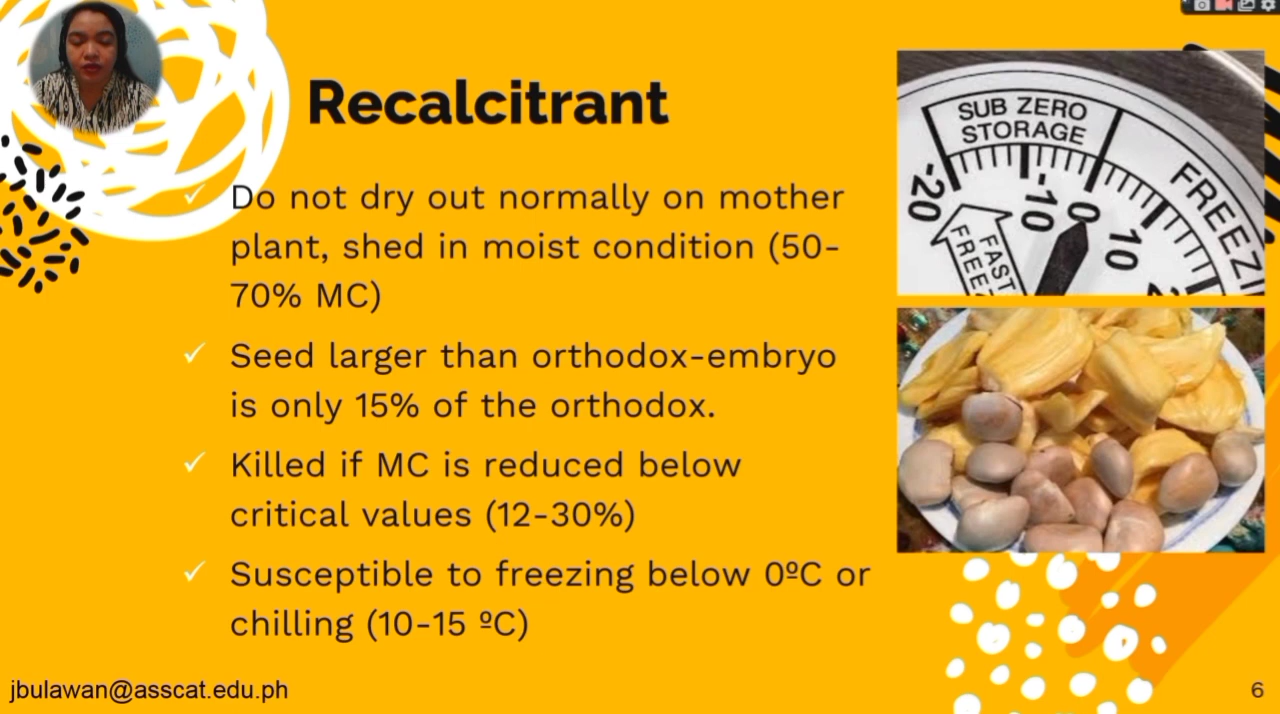 Recalcitrant
Do not dry out normally on mother
plant, shed in moist condition (50-
70% MC)
Seed larger than orthodox-embryo
is only 15% of the orthodox.
Killed if MC is reduced below
critical values (12-30%)
Susceptible to freezing below 0ºC or
chilling (10-15 ºC)
SUB ZERO
STORAGE
FREEZI
-20
-10
0
10
FAST
FREEZ
jbulawan@asscat.edu.ph
6